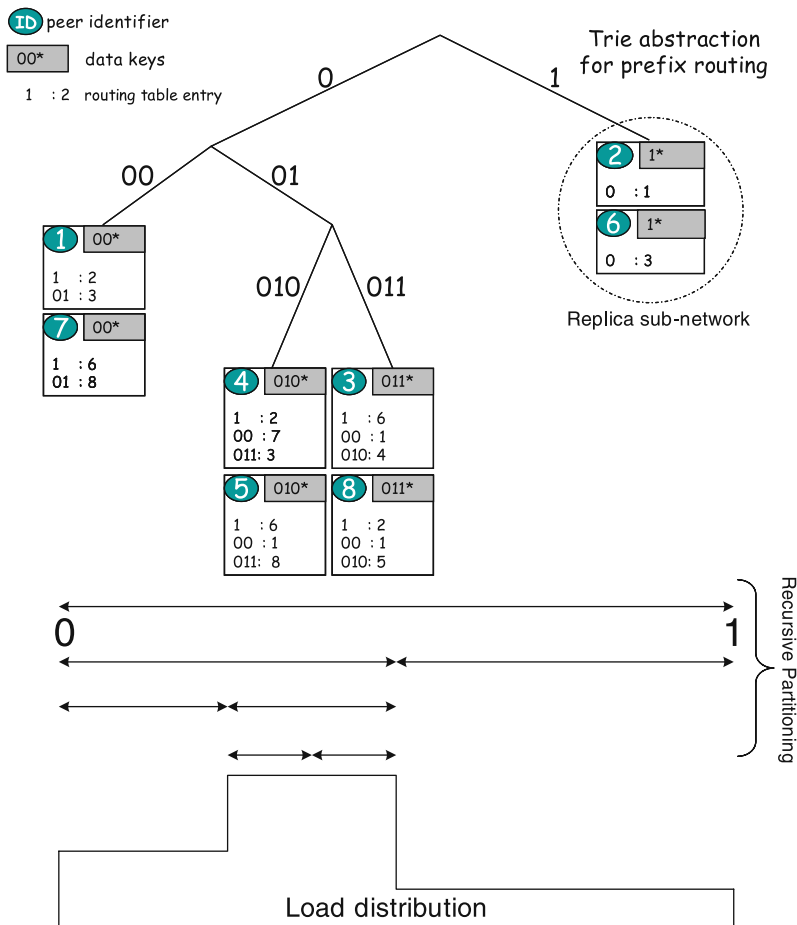 ID peer identifier
00* data keys
1 : 2 routing table entry
Trie abstraction
for prefix routing
0
1
00
01
2 1*
0 : 1
6 1*
0 : 3
Replica sub-network
1 00*
1 : 2
01 : 3
7 00*
1 : 6
01 : 8
010
011
4 010*
1 : 2
00 : 7
011: 3
3 011*
1 : 6
00 : 1
010: 4
5 010*
1 : 6
00 : 1
011: 8
8 011*
1 : 2
00 : 1
010: 5
0
1
Recursive Partitioning
Load distribution